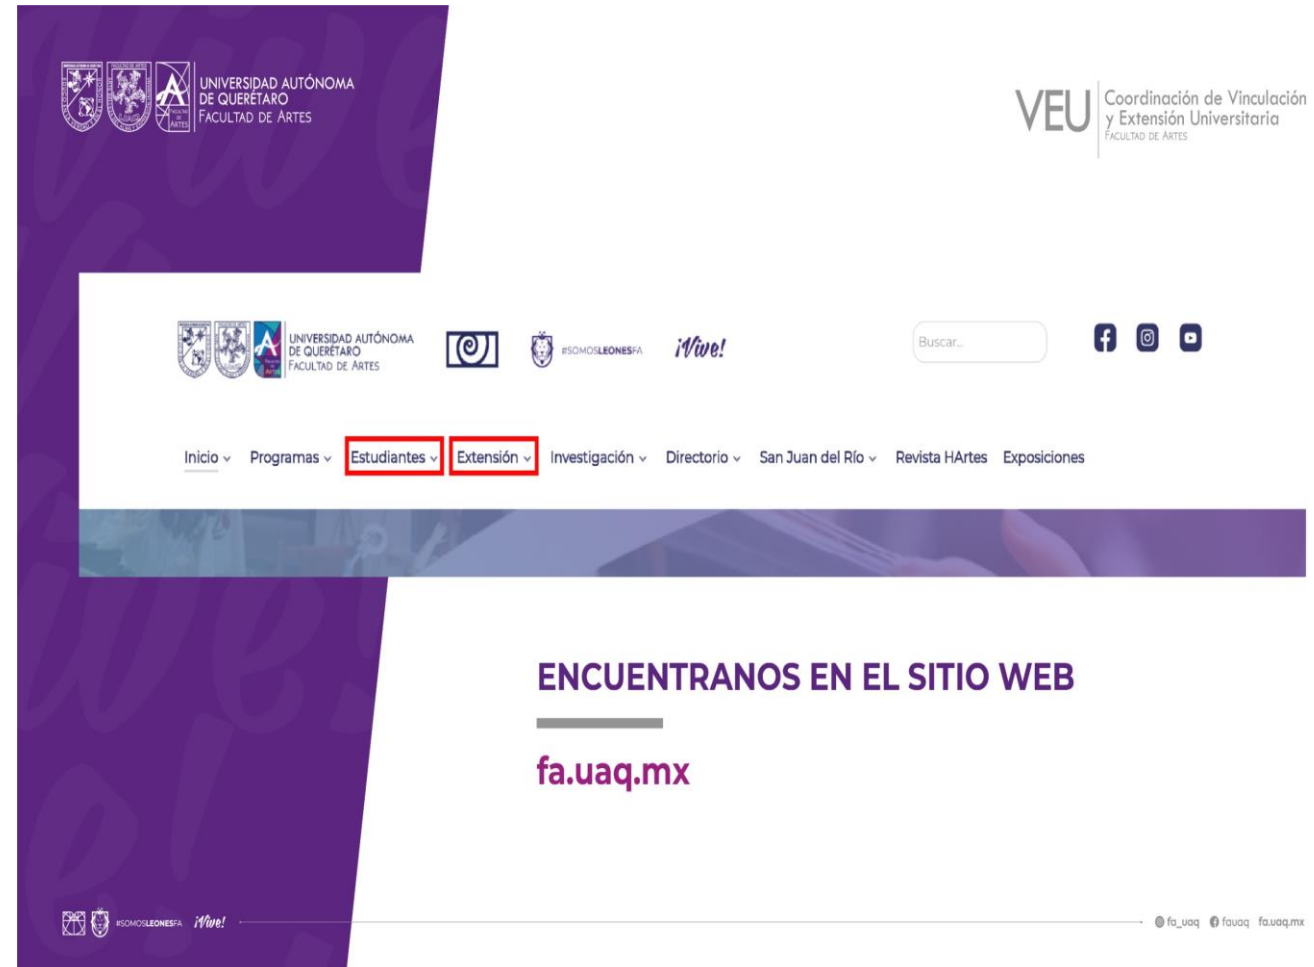 UNIVERSIDAD AUTÓNOMA
DE QUERÉTARO
FACULTAD DE ARTES
VEU
Coordinación de Vinculación
y Extensión Universitaria
FACULTAD DE ARTES
UNIVERSIDAD AUTÓNOMA
DE QUERÉTARO
FACULTAD DE ARTES
#SOMOSLEONESFA
¡Vive!
Buscar...
Inicio Programas Estudiantes Extensión Investigación Directorio San Juan del Río Revista HArtes Exposiciones
ENCUENTRANOS EN EL SITIO WEB
fa.uaq.mx
#SOMOSLEONESFA ¡Vive!
fa_uaq fauaq fa.uaq.mx